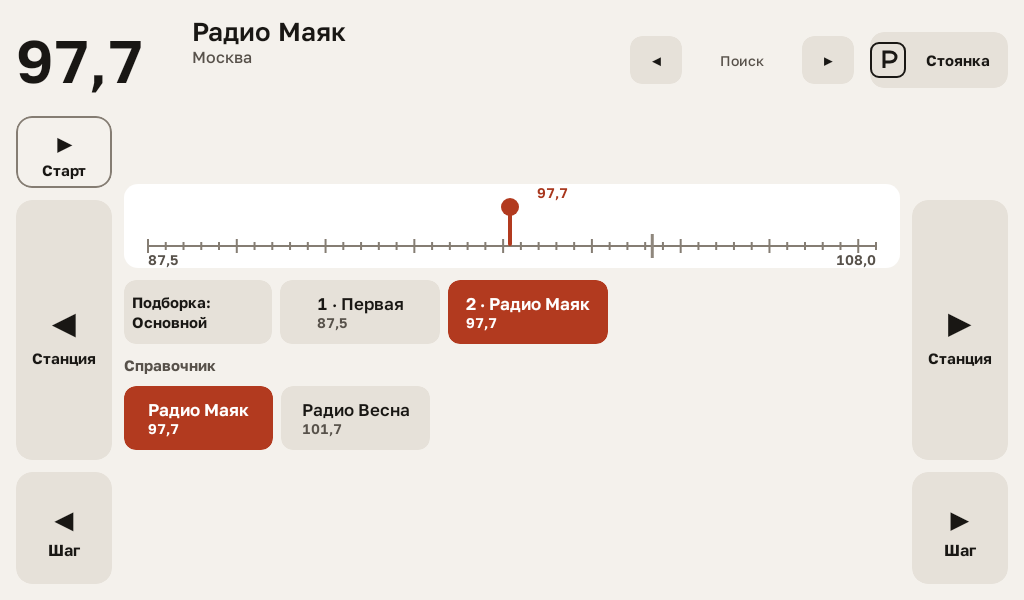 97,7
Радио Маяк
Москва
◄
Поиск
►
P
Стоянка
►
Старт
97,7
87,5
108,0
◄
Станция
►
Станция
Подборка:
Основной
1 · Первая
87,5
2 · Радио Маяк
97,7
Справочник
Радио Маяк
97,7
Радио Весна
101,7
◄
Шаг
►
Шаг